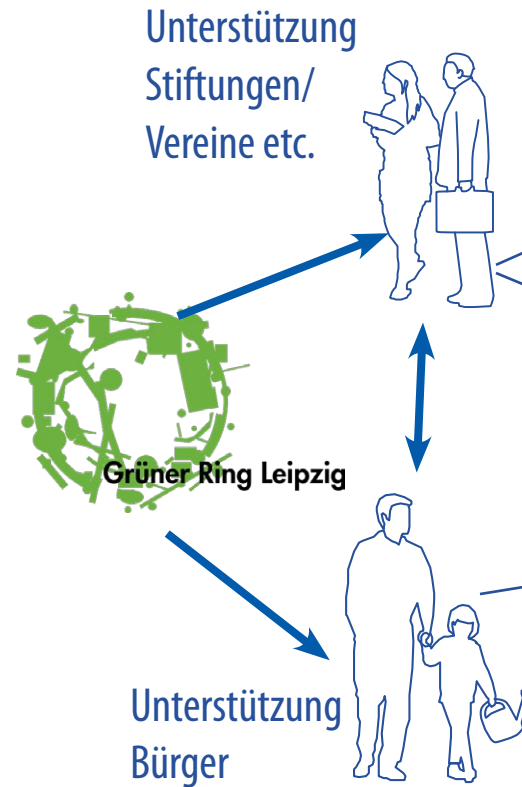 Unterstützung
Stiftungen/
Vereine etc.
Grüner Ring Leipzig
Unterstützung
Bürger